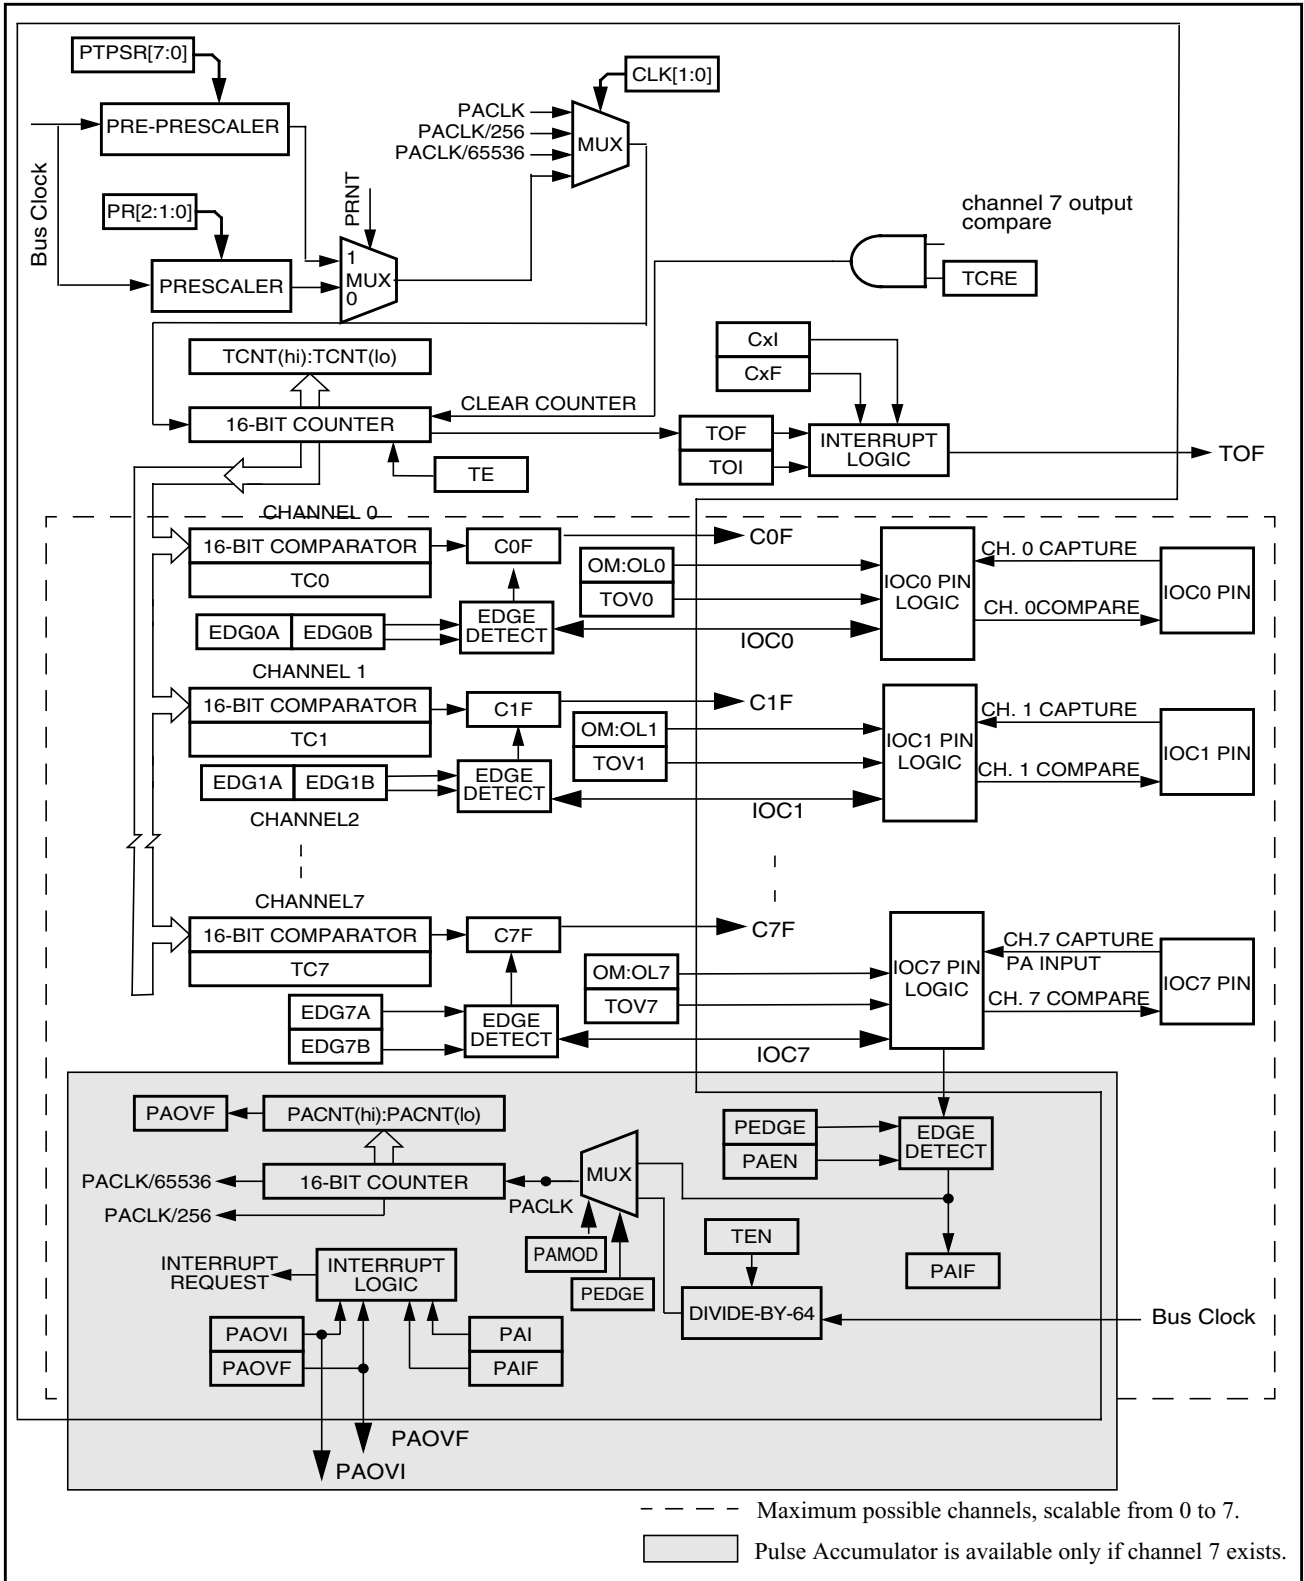 PTPSR[7:0]
CLK[1:0]
PACLK
PACLK/256
PACLK/65536
MUX
PRE-PRESCALER
Bus Clock
PR[2:1:0]
PRNT
PRESCALER
1
MUX
0
channel 7 output
compare
TCRE
TCNT(hi):TCNT(lo)
CxI
CxF
CLEAR COUNTER
16-BIT COUNTER
TE
TOF
TOI
INTERRUPT
LOGIC
TOF
CHANNEL 0
16-BIT COMPARATOR
TC0
C0F
C0F
OM:OL0
TOV0
EDG0A
EDG0B
EDGE
DETECT
IOC0
IOC0 PIN
LOGIC
CH. 0 CAPTURE
CH. 0COMPARE
IOC0 PIN
CHANNEL 1
16-BIT COMPARATOR
TC1
C1F
C1F
OM:OL1
TOV1
EDG1A
EDG1B
EDGE
DETECT
IOC1
IOC1 PIN
LOGIC
CH. 1 CAPTURE
CH. 1 COMPARE
IOC1 PIN
CHANNEL2
CHANNEL7
16-BIT COMPARATOR
TC7
C7F
C7F
OM:OL7
TOV7
EDG7A
EDG7B
EDGE
DETECT
IOC7
IOC7 PIN
LOGIC
CH.7 CAPTURE
PA INPUT
CH. 7 COMPARE
IOC7 PIN
PAOVF
PACNT(hi):PACNT(lo)
PACLK/65536
16-BIT COUNTER
PACLK/256
PACLK
MUX
PAMOD
PEDGE
PEDGE
PAEN
EDGE
DETECT
TEN
PAIF
DIVIDE-BY-64
Bus Clock
INTERRUPT
REQUEST
INTERRUPT
LOGIC
PAOVI
PAOVF
PAI
PAIF
PAOVF
PAOVI
Maximum possible channels, scalable from 0 to 7.
Pulse Accumulator is available only if channel 7 exists.